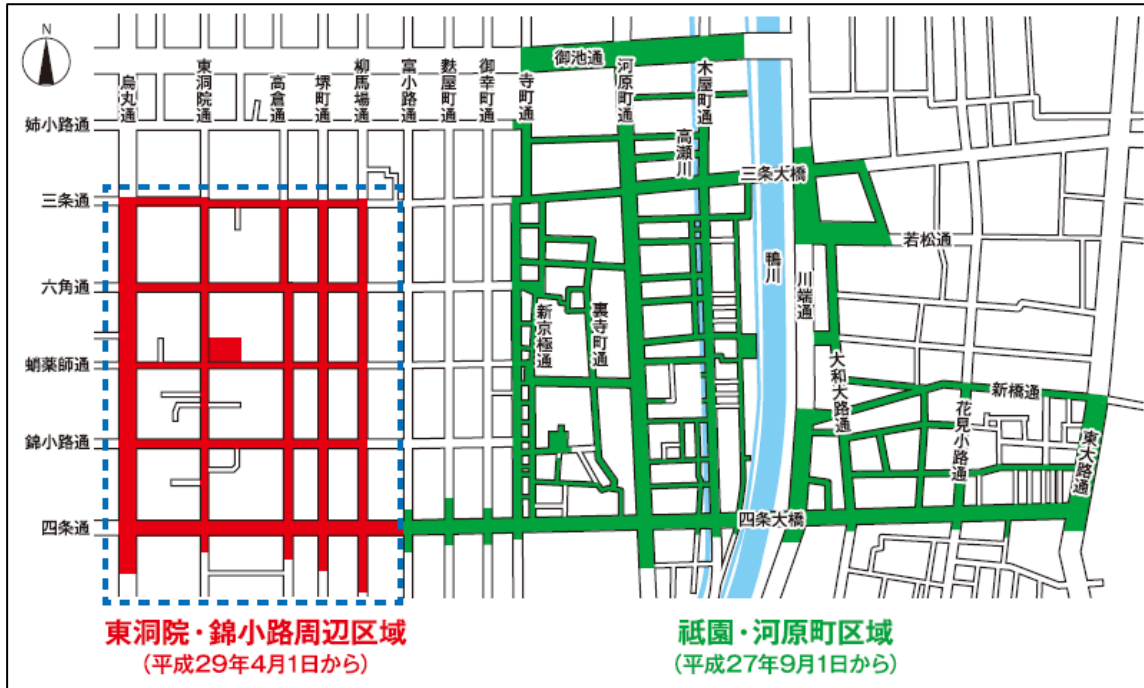 N
御池通
烏丸通
東洞院通
高倉通
堺町通
柳馬場通
富小路通
麩屋町通
御幸町通
寺町通
河原町通
木屋町通
姉小路通
高瀬川
三条大橋
三条通
若松通
鴨川
川端通
六角通
新京極通
裏寺町通
蛸薬師通
大和大路通
新橋通
花見小路通
東大路通
錦小路通
四条通
四条大橋
東洞院・錦小路周辺区域
(平成29年4月1日から)
祇園・河原町区域
(平成27年9月1日から)